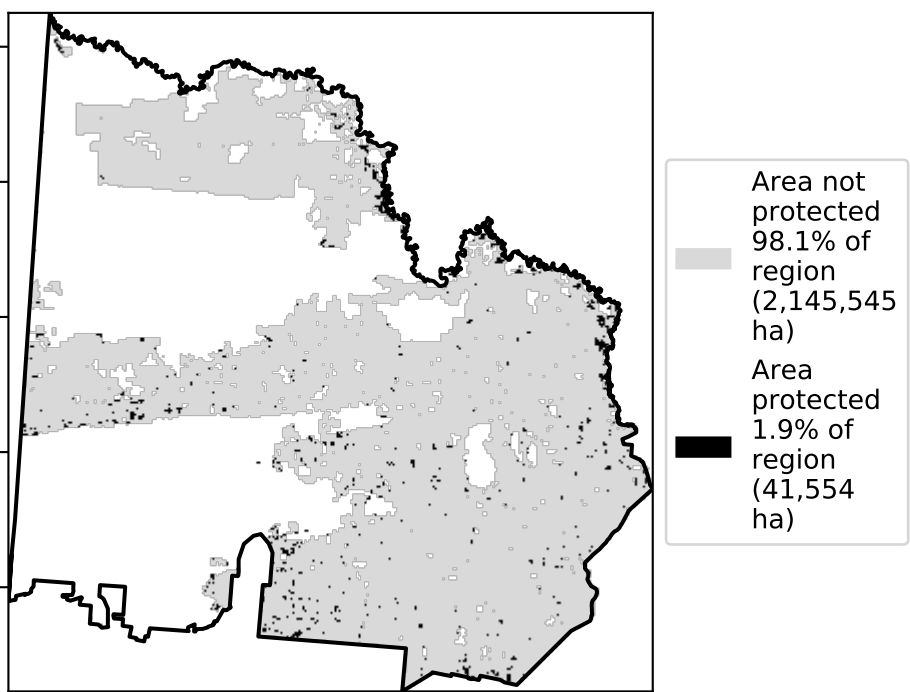 Area not
protected
98.1% of
region
(2,145,545
ha)
Area
protected
1.9% of
region
(41,554
ha)